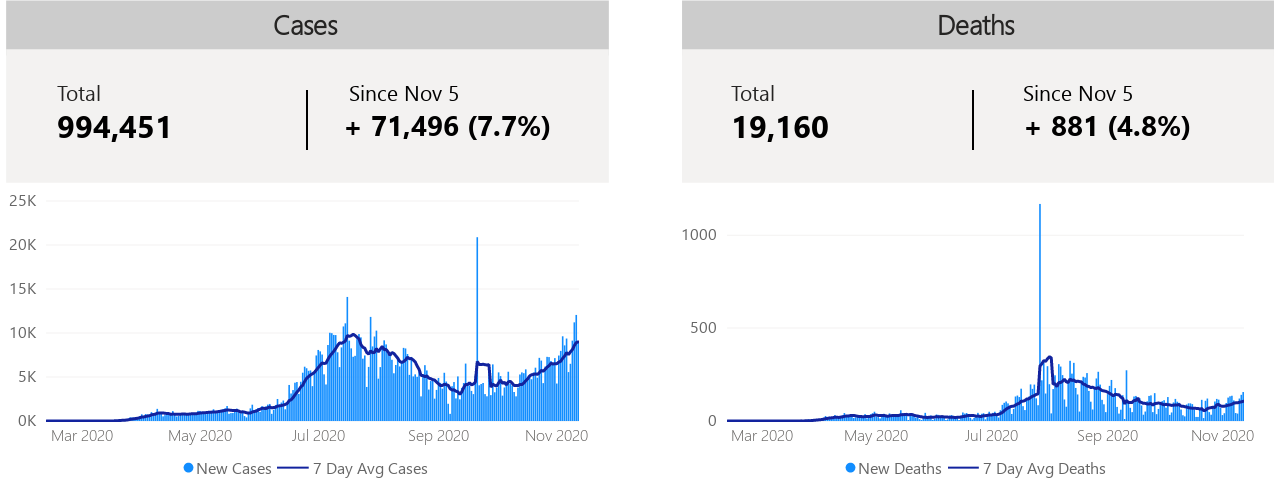 Cases
Total
994,451
Since Nov 5
+ 71,496 (7.7%)
25K
20K
15K
10K
5K
0K
Mar 2020 May 2020 Jul 2020 Sep 2020 Nov 2020
New Cases 7 Day Avg Cases
Deaths
Total
19,160
Since Nov 5
+ 881 (4.8%)
1000
500
0
Mar 2020 May 2020 Jul 2020 Sep 2020 Nov 2020
New Deaths 7 Day Avg Deaths